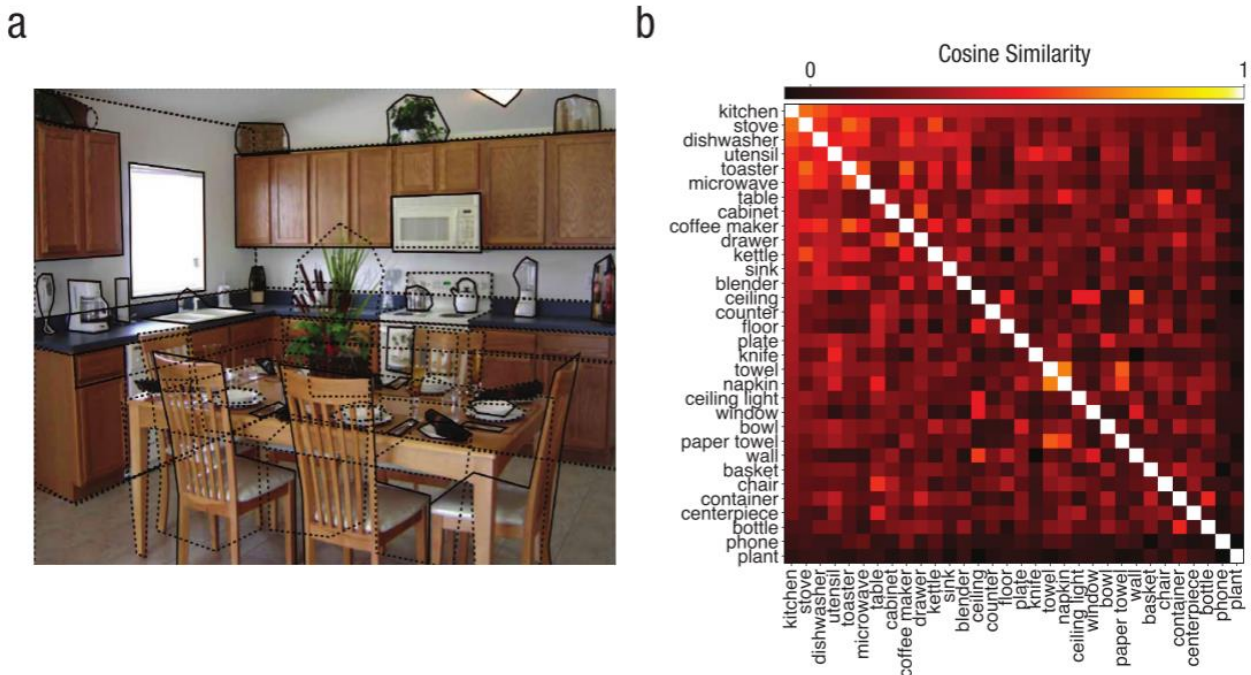 a
b
Cosine Similarity
0 1
kitchen
stove
dishwasher
utensil
toaster
microwave
table
cabinet
coffee maker
drawer
kettle
sink
blender
ceiling
counter
floor
plate
knife
towel
napkin
ceiling light
window
bowl
paper towel
wall
basket
chair
container
centerpiece
bottle
phone
plant
kitchen
stove
dishwasher
utensil
toaster
microwave
table
cabinet
coffee maker
drawer
kettle
sink
blender
ceiling
counter
floor
plate
knife
towel
napkin
ceiling light
window
bowl
paper towel
wall
basket
chair
container
centerpiece
bottle
phone
plant